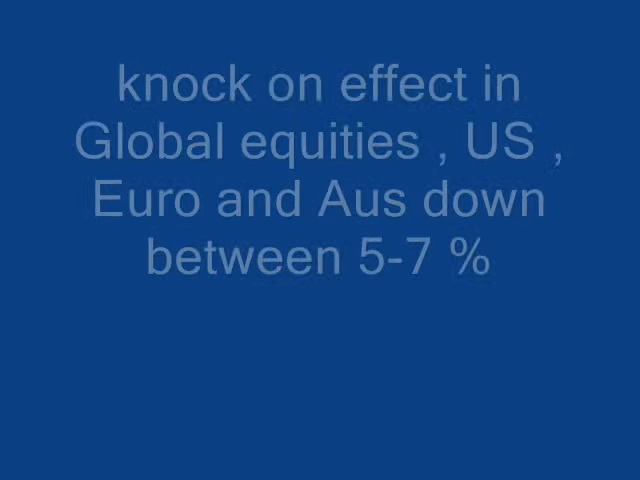 knock on effect in
Global equities , US ,
Euro and Aus down
between 5-7 %